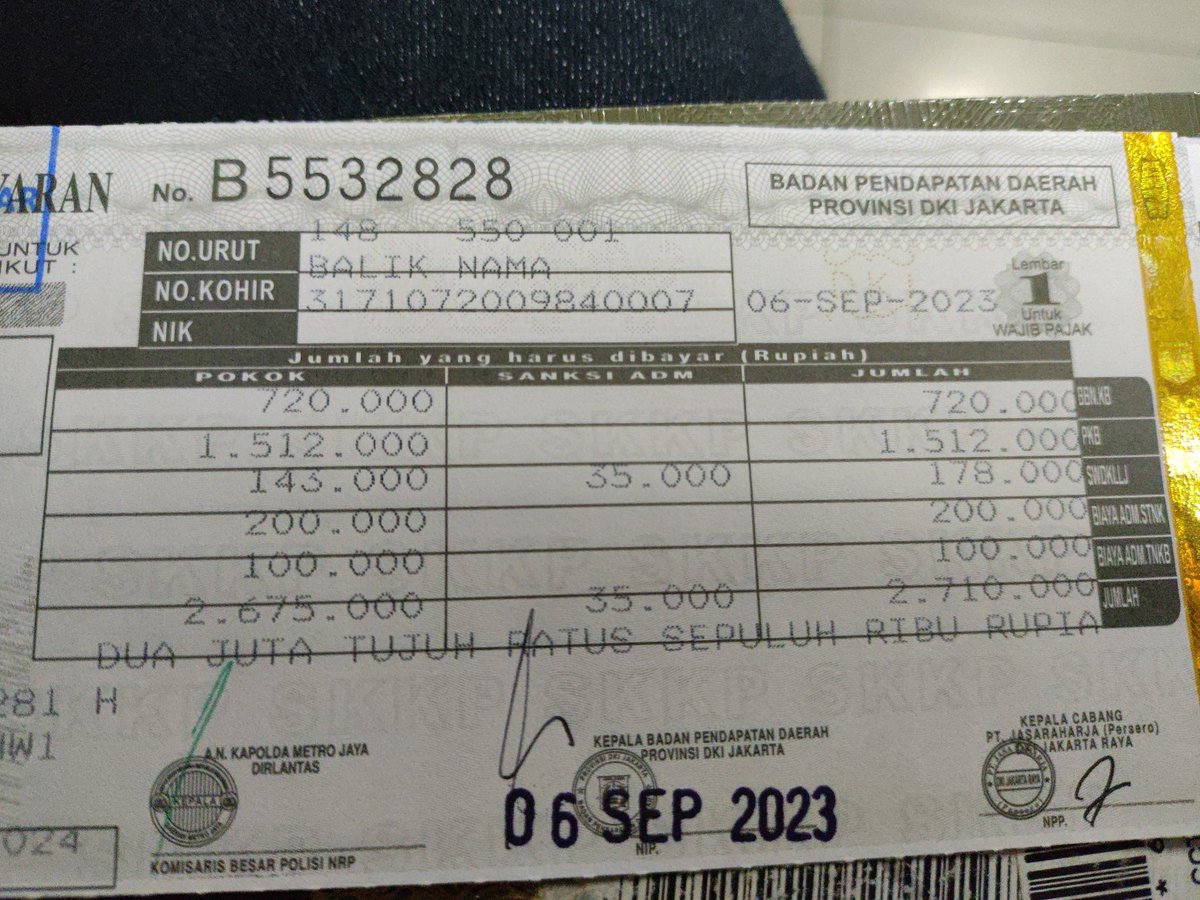 ARAN No. B 5532828
BADAN PENDAPATAN DAERAH
PROVINSI DKI JAKARTA
UNTUK
IKUT :
NO.URUT 148 550 001
NO.KOHIR BALIK NAMA
NIK 3171072009840007
06-SEP-2023
Lembar
1
Untuk
WAJIB PAJAK
Jumlah yang harus dibayar (Rupiah)
POKOK SANKSI ADM JUMLAH
720.000 720.000 BBN.KB
1.512.000 1.512.000 PKB
143.000 35.000 178.000 SWDKLLJ
200.000 200.000 BIAYA ADM.STNK
100.000 100.000 BIAYA ADM.TNKB
2.675.000 35.000 2.710.000 JUMLAH
DUA JUTA TUJUH RATUS SEPULUH RIBU RUPIA
281 H
W1
A.N. KAPOLDA METRO JAYA
DIRLANTAS
KEPALA
KOMISARIS BESAR POLISI NRP
KEPALA BADAN PENDAPATAN DAERAH
PROVINSI DKI JAKARTA
06 SEP 2023
NIP.
KEPALA CABANG
PT. JASARAHARJA (Persero)
JAKARTA RAYA
DKI JAKARTA RAYA
NPP.
024